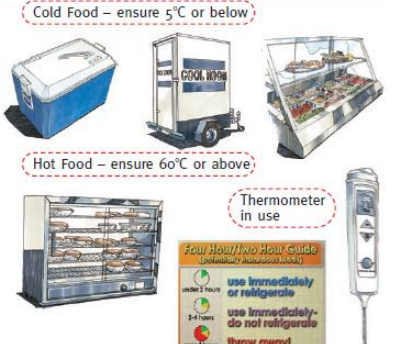 Cold Food – ensure 5°C or below
COOL ROOM
Hot Food – ensure 60°C or above
Thermometer
in use
Four Hour/Two Hour Guide
(potentially hazardous foods)
under 2 hours
use immediately
or refrigerate
2-4 hours
use immediately-
do not refrigerate
throw away!